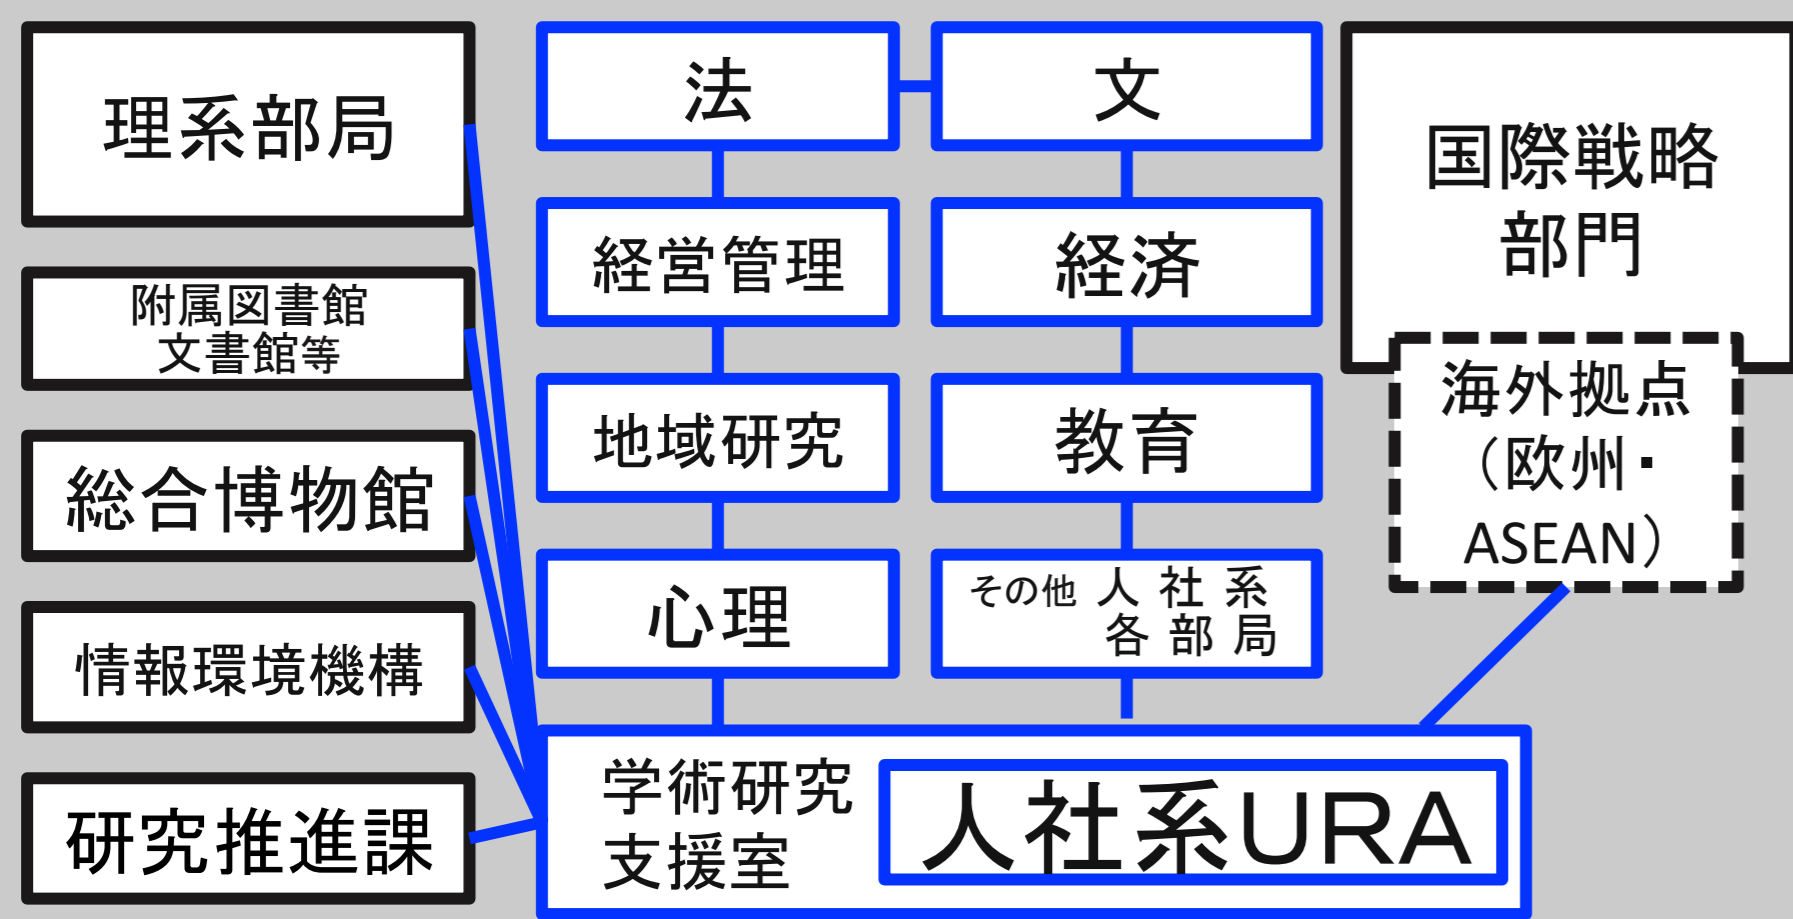 理系部局
附属図書館
文書館等
総合博物館
情報環境機構
研究推進課
法
文
経営管理
経済
地域研究
教育
心理
その他 人社系
各部局
学術研究
支援室
人社系URA
国際戦略
部門
海外拠点
（欧州・
ASEAN）